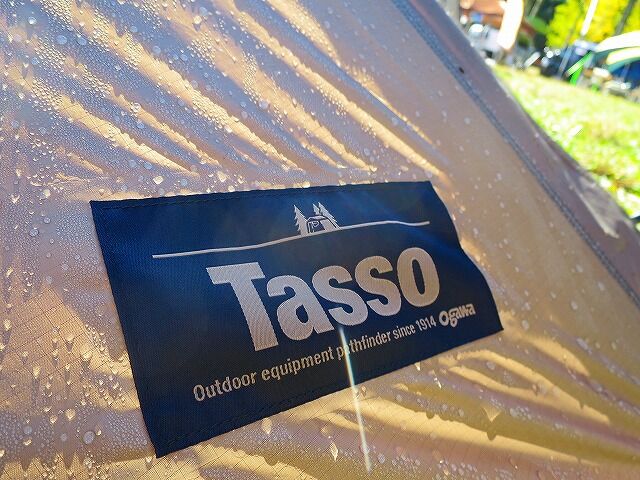 Tasso
Outdoor equipment pathfinder since 1914 ogawa